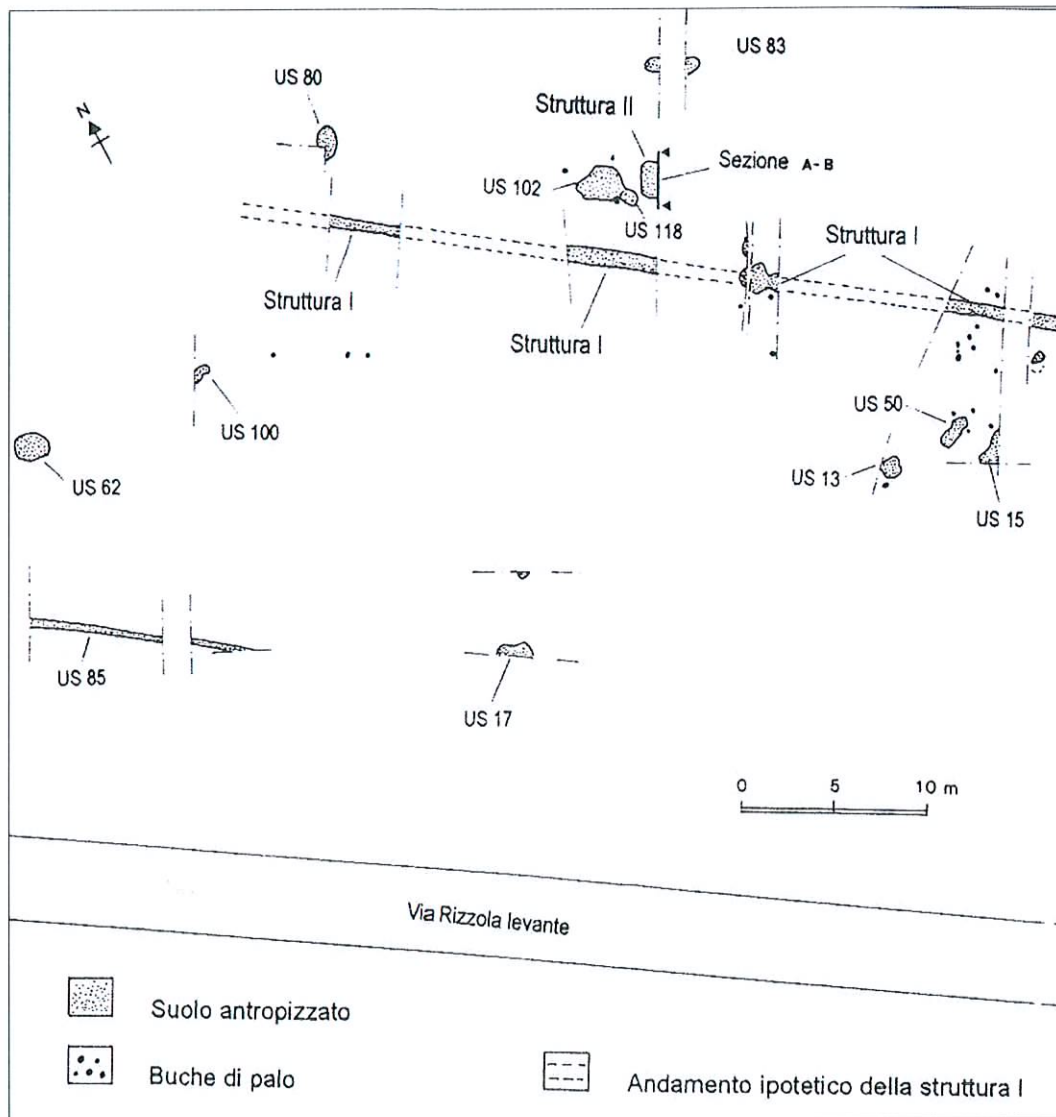 US 83
US 80
N
Struttura II
Sezione A-B
US 102
US 118
Struttura I
Struttura I
Struttura I
US 100
US 50
US 62
US 13
US 15
US 85
US 17
0 5 10 m
Via Rizzola levante
Suolo antropizzato
Buche di palo
Andamento ipotetico della struttura I